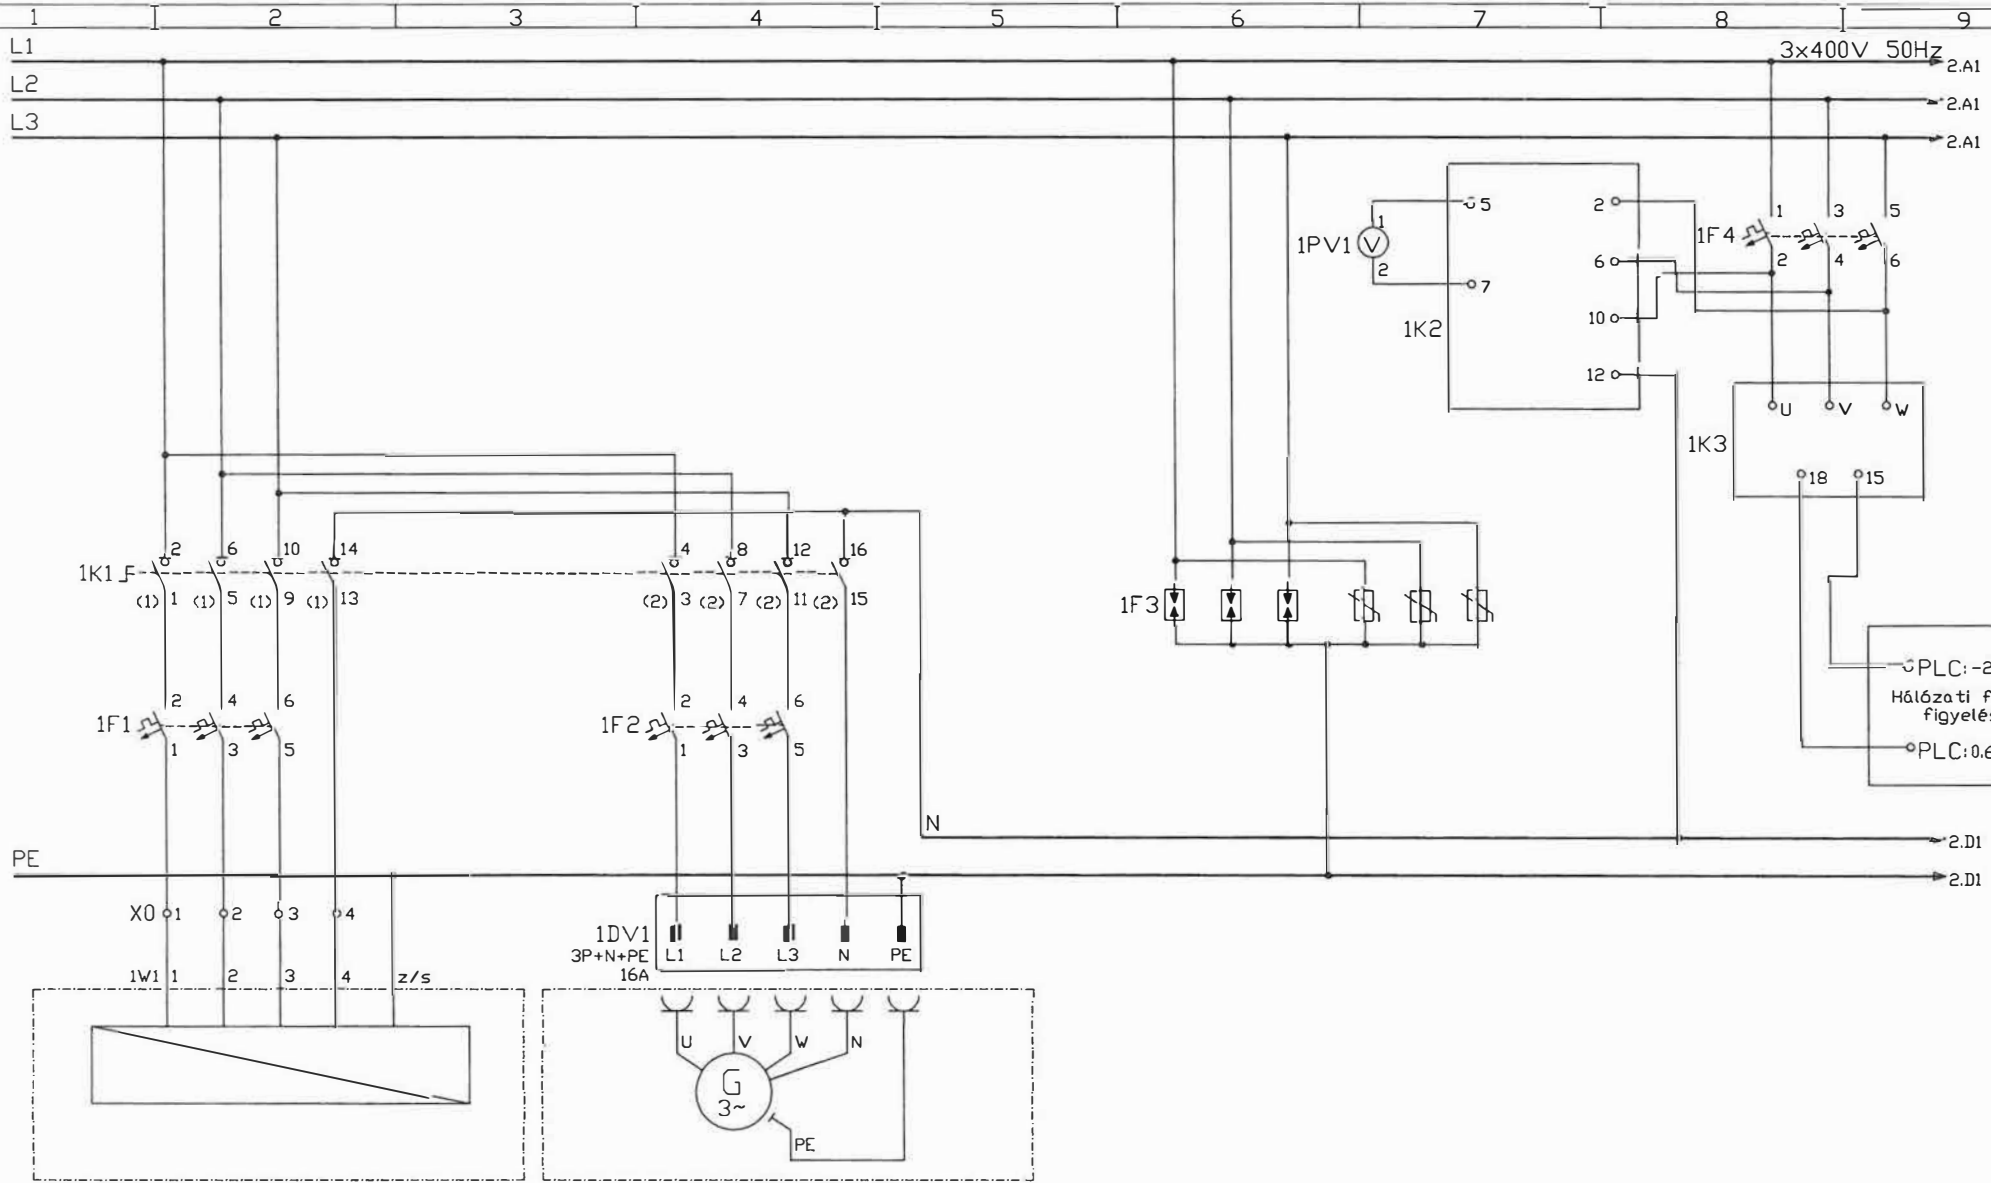 1 2 3 4 5 6 7 8 9
L1
3x400V 50Hz
2.A1
L2
2.A1
L3
2.A1
5 2
1 1 3 5
1PV1 V
1F4
2 6 2 4 6
7
1K2 10
12
U V W
1K3
18 15
2 6 10 14 4 8 12 16
1K1
(1) 1 (1) 5 (1) 9 (1) 13 (2) 3 (2) 7 (2) 11 (2) 15
1F3
PLC:
Hálózati
2 4 6 2 4 6
1F1 1F2
1 3 5 1 3 5
PLC:
N
2.D1
PE
2.D1
X0 1 2 3 4
1DV1
3P+N+PE L1 L2 L3 N PE
16A
1W1 1 2 3 4 z/s
U V W N
G
3~
PE